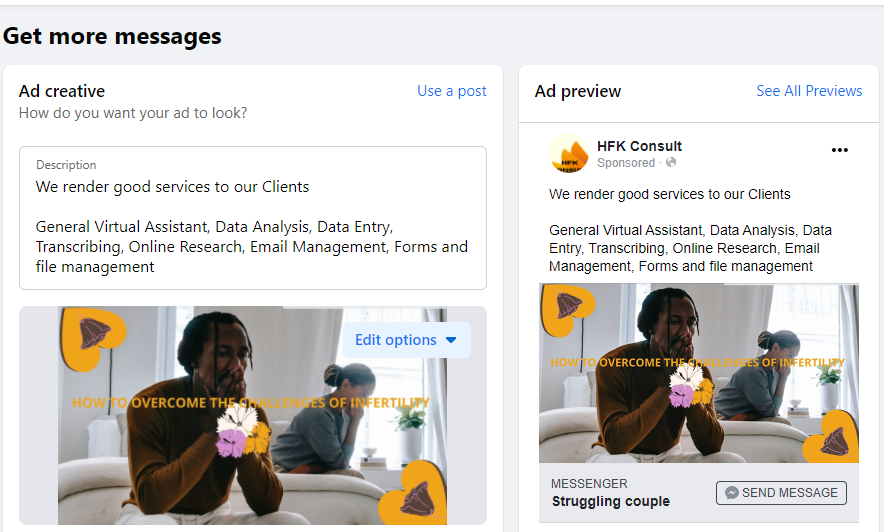 Get more messages
Ad creative
Use a post
How do you want your ad to look?
Description
We render good services to our Clients
General Virtual Assistant, Data Analysis, Data Entry,
Transcribing, Online Research, Email Management, Forms and
file management
Edit options
HOW TO OVERCOME THE CHALLENGES OF INFERTILITY
Ad preview
See All Previews
HFK
CONSULT
HFK Consult
Sponsored ·
We render good services to our Clients
General Virtual Assistant, Data Analysis, Data
Entry, Transcribing, Online Research, Email
Management, Forms and file management
HOW TO OVERCOME THE CHALLENGES OF INFERTILITY
MESSENGER
Struggling couple
SEND MESSAGE